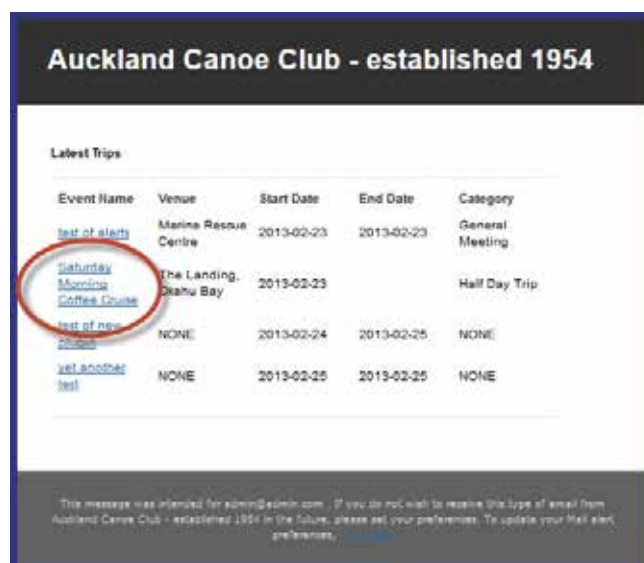 Auckland Canoe Club - established 1954
Latest Trips
Event Name Venue Start Date End Date Category
test of alerts Marine Rescue Centre 2013-02-23 2013-02-23 General Meeting
Saturday Morning Coffee Cruise The Landing, Okahu Bay 2013-02-23 Half Day Trip
test of new plugin NONE 2013-02-24 2013-02-25 NONE
yet another test NONE 2013-02-25 2013-02-25 NONE
This message was intended for admin@admin.com . If you do not wish to receive this type of email from
Auckland Canoe Club - established 1954 in the future, please set your preferences. To update your Mail alert
preferences,